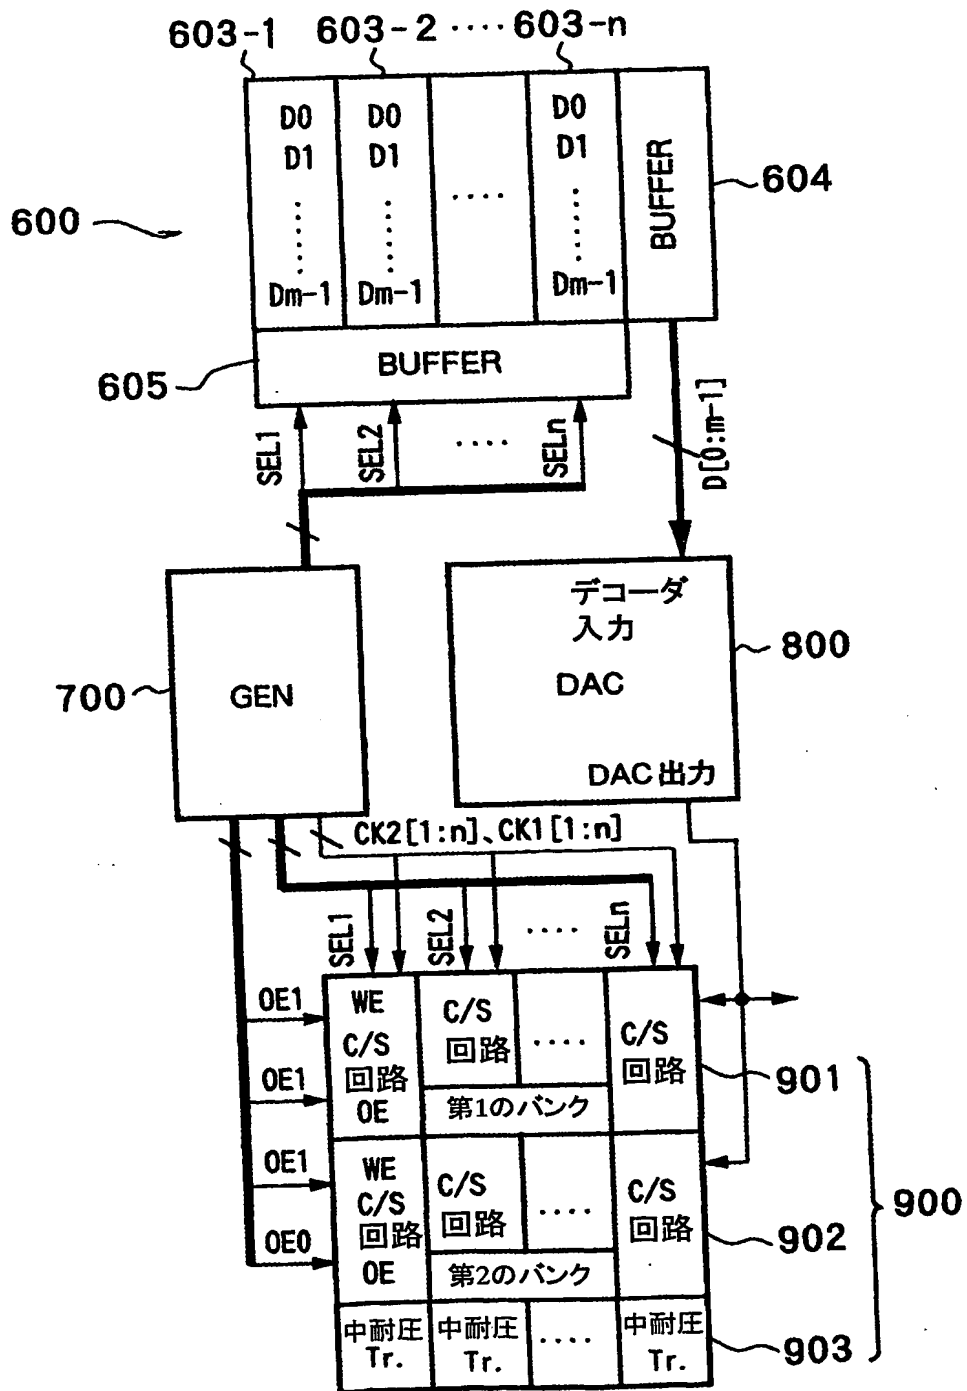 603-1 603-2 ···· 603-n
D0 D0 D0
D1 D1 ···· D1
Dm-1 Dm-1 Dm-1
BUFFER
604
600
605
BUFFER
SEL1 SEL2 ···· SELn
D[0:m-1]
700
GEN
デコーダ
入力
DAC
DAC 出力
800
CK2[1:n]、CK1[1:n]
SEL1 SEL2 ···· SELn
OE1
OE1
OE1
OE0
WE
C/S
回路
OE
C/S
回路
····
C/S
回路
第1のバンク
901
WE
C/S
回路
OE
C/S
回路
····
C/S
回路
第2のバンク
902
900
中耐圧
Tr.
中耐圧
Tr.
····
中耐圧
Tr.
903